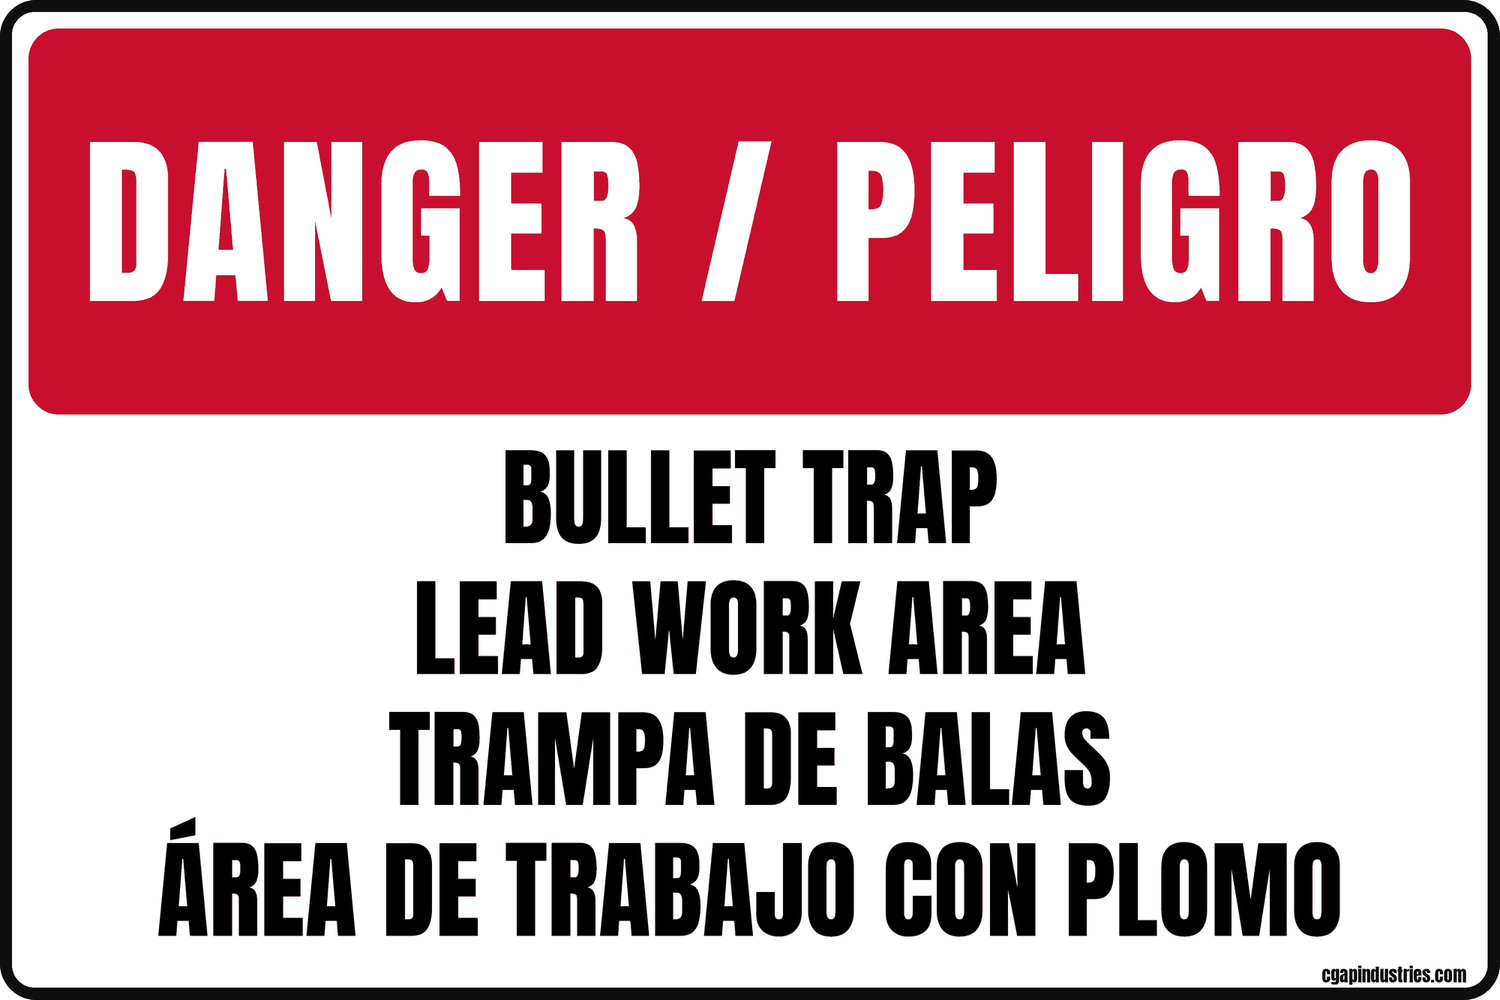 DANGER / PELIGRO
BULLET TRAP
LEAD WORK AREA
TRAMPA DE BALAS
ÁREA DE TRABAJO CON PLOMO
cgapindustries.com